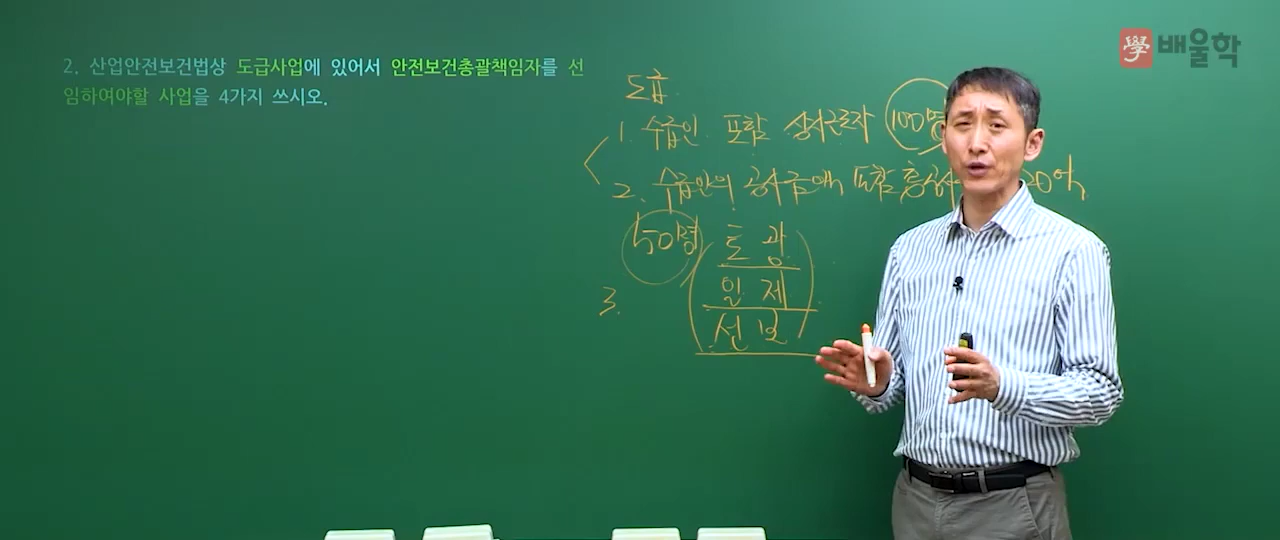 學 배울학
2. 산업안전보건법상 도급사업에 있어서 안전보건총괄책임자를 선
임하여야할 사업을 4가지 쓰시오.
도급
1. 수급인 포함 상시근로자 100명
2. 수급인의 공사금액 포함 총공사 20억
50명
토 광
일 제
3.
선 보